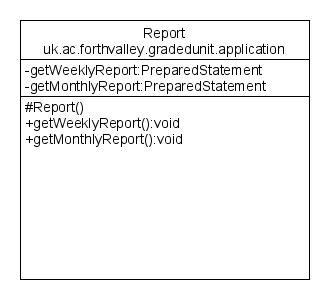 Report
uk.ac.forthvalley.gradedunit.application
-getWeeklyReport:PreparedStatement
-getMonthlyReport:PreparedStatement
#Report()
+getWeeklyReport():void
+getMonthlyReport():void